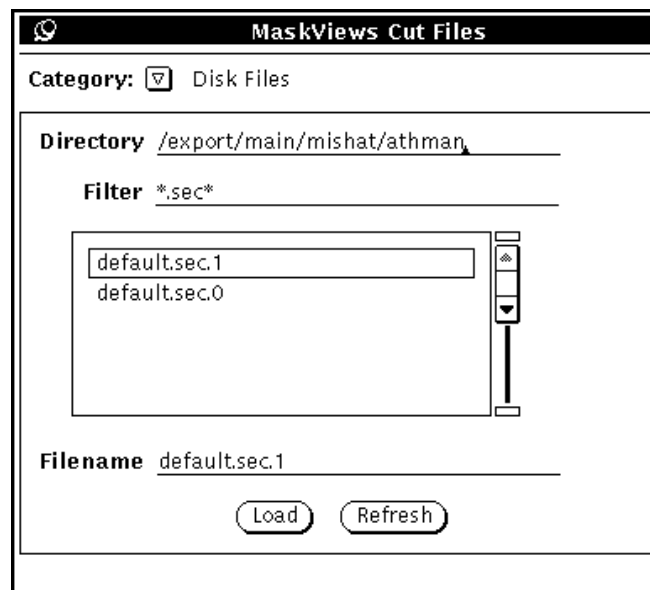 MaskViews Cut Files
Category: Disk Files
Directory /export/main/mishat/athman
Filter *.sec*
default.sec.1
default.sec.0
Filename default.sec.1
Load Refresh